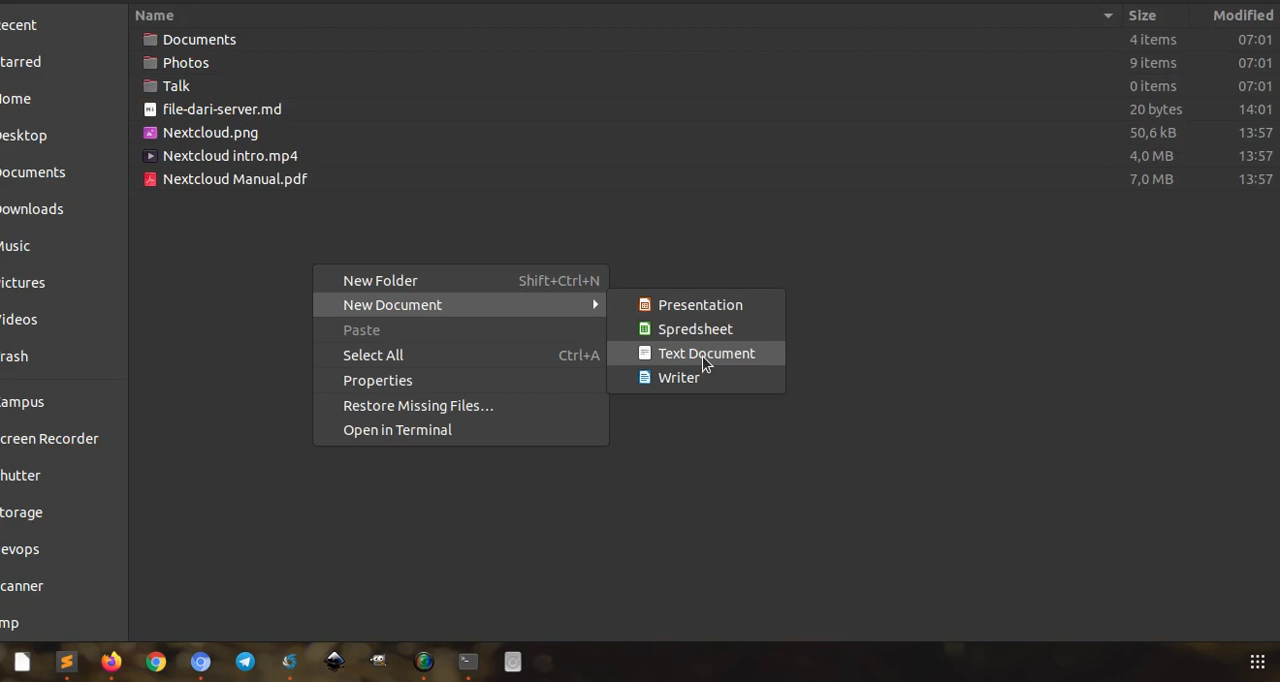 Name Size Modified
ecent
Documents 4 items 07:01
tarred
Photos 9 items 07:01
Talk 0 items 07:01
ome
file-dari-server.md 20 bytes 14:01
esktop
Nextcloud.png 50,6 kB 13:57
Nextcloud intro.mp4 4,0 MB 13:57
ocuments
Nextcloud Manual.pdf 7,0 MB 13:57
ownloads
Music
ictures
ideos
rash
ampus
creen Recorder
hutter
torage
evops
canner
mp
New Folder Shift+Ctrl+N
New Document
Paste
Select All Ctrl+A
Properties
Restore Missing Files…
Open in Terminal
Presentation
Spredsheet
Text Document
Writer